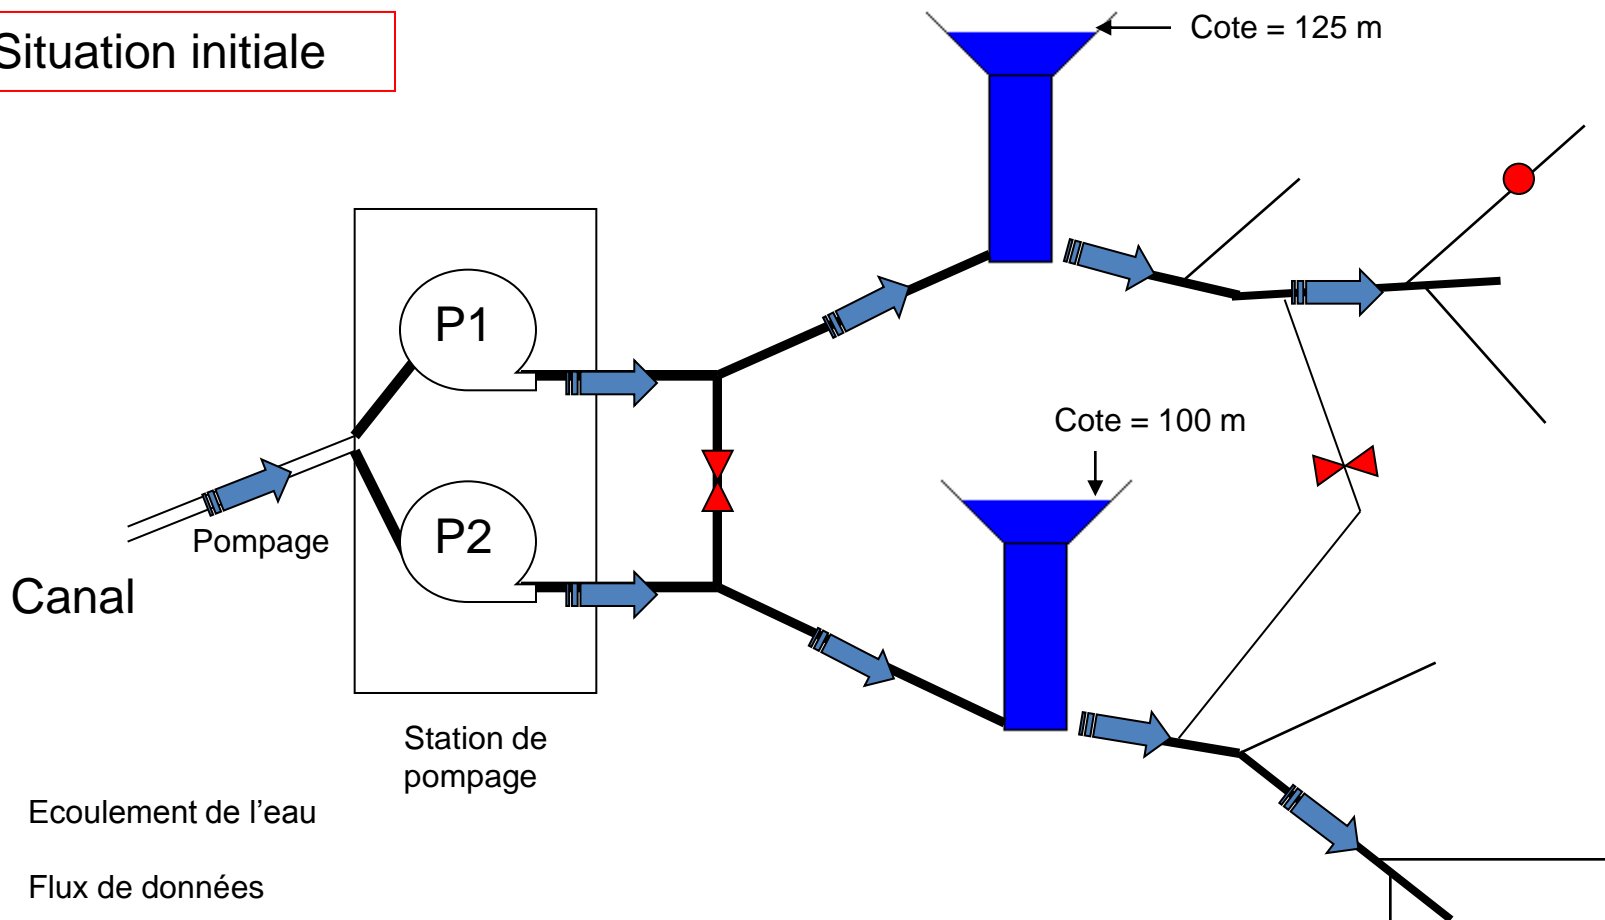 Situation initiale
Cote = 125 m
P1
Cote = 100 m
P2
Pompage
Canal
Station de
pompage
Ecoulement de l’eau
Flux de données